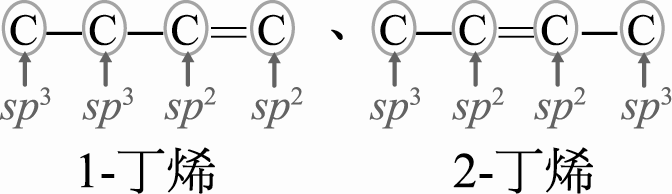 C—C—C=C、C—C=C—C
sp³ sp³ sp² sp² sp³ sp² sp² sp³
1-丁烯 2-丁烯